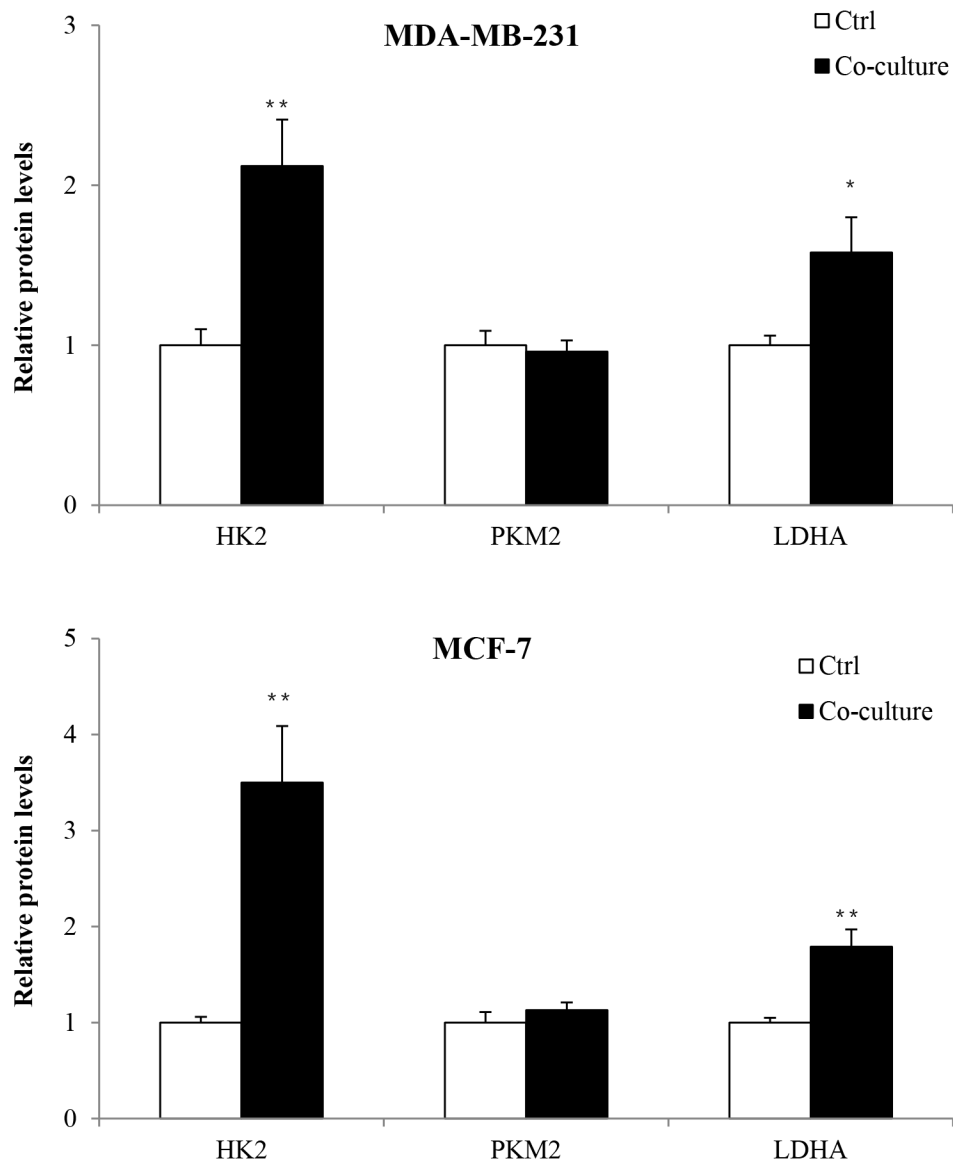 MDA-MB-231
Ctrl
Co-culture
Relative protein levels
3
2
1
0
**
*
HK2
PKM2
LDHA
MCF-7
Ctrl
Co-culture
Relative protein levels
5
4
3
2
1
0
**
**
HK2
PKM2
LDHA